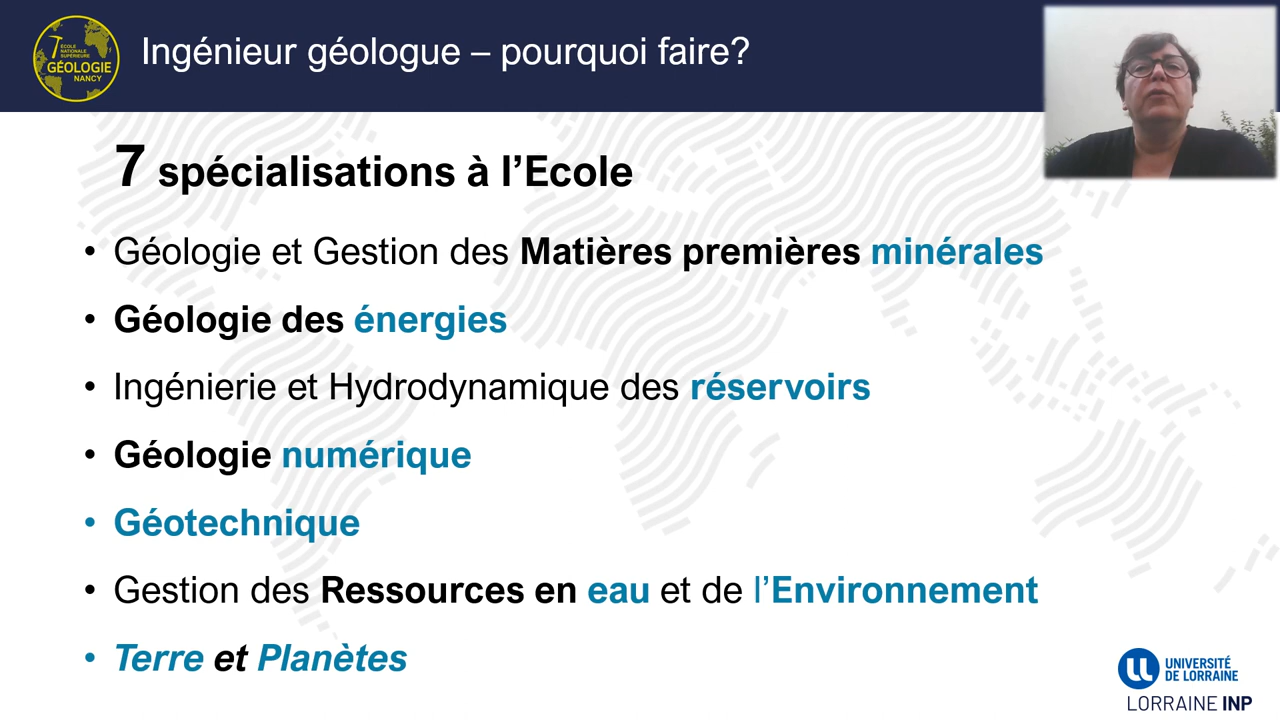 ÉCOLE
NATIONALE
SUPÉRIEURE
GÉOLOGIE
NANCY
Ingénieur géologue – pourquoi faire?
7 spécialisations à l’Ecole
• Géologie et Gestion des Matières premières minérales
• Géologie des énergies
• Ingénierie et Hydrodynamique des réservoirs
• Géologie numérique
• Géotechnique
• Gestion des Ressources en eau et de l’Environnement
• Terre et Planètes
UNIVERSITÉ
DE LORRAINE
LORRAINE INP